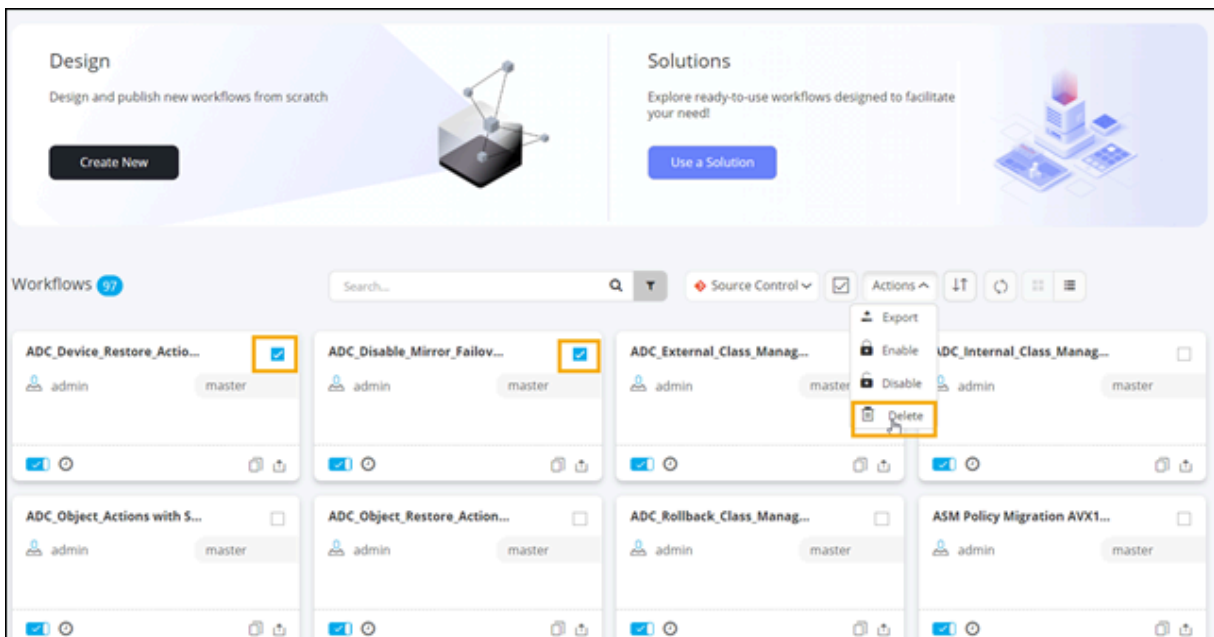 Design
Design and publish new workflows from scratch
Create New
Solutions
Explore ready-to-use workflows designed to facilitate
your need!
Use a Solution
Workflows 97
Search...
Source Control
Actions
Export
Enable
Disable
Delete
ADC_Device_Restore_Actio...
admin
master
ADC_Disable_Mirror_Failov...
admin
master
ADC_External_Class_Manag...
admin
master
ADC_Internal_Class_Manag...
admin
master
ADC_Object_Actions with S...
admin
master
ADC_Object_Restore_Action...
admin
master
ADC_Rollback_Class_Manag...
admin
master
ASM Policy Migration AVX1...
admin
master